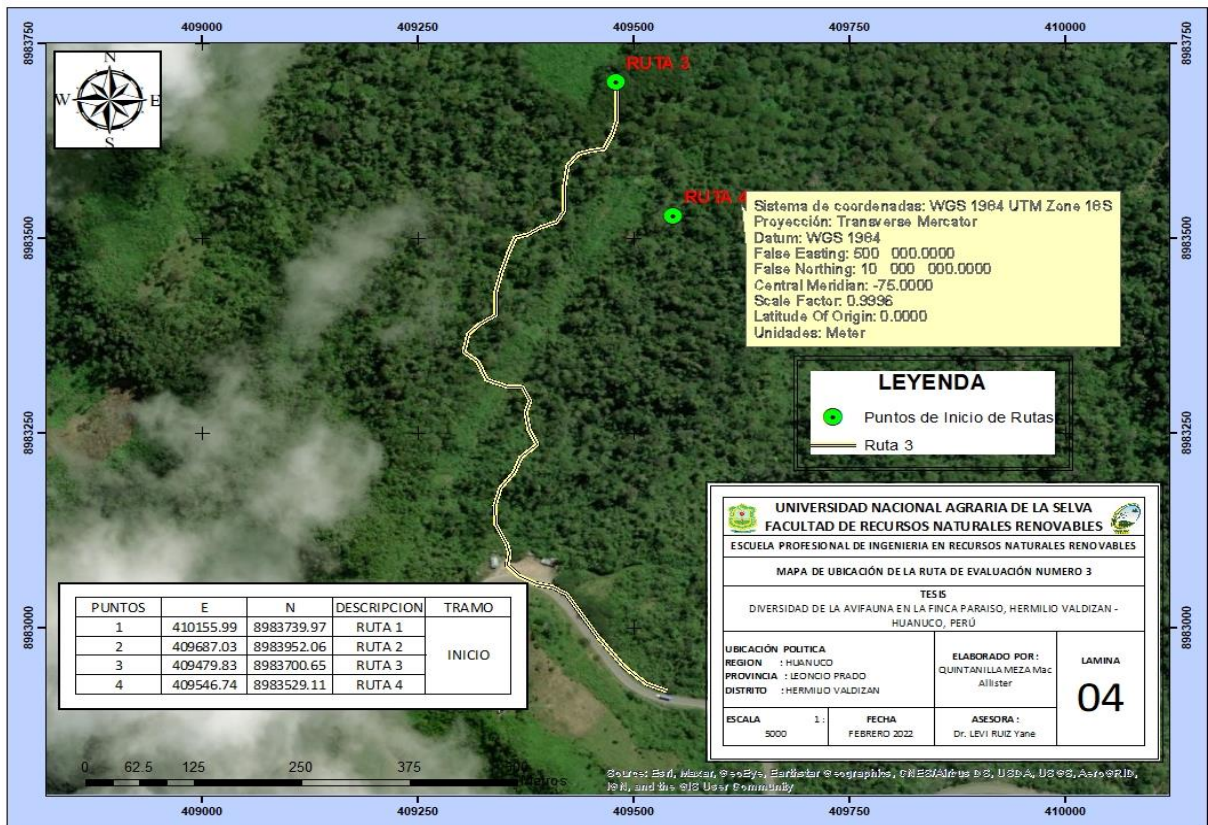 409000 409250 409500 409750 410000
8983750 8983750
N
W E
S
RUTA 3
RUTA 4
Sistema de coordenadas: WGS 1984 UTM Zone 18S
Proyección: Transverse Mercator
Datum: WGS 1984
False Easting: 500 000.0000
False Northing: 10 000 000.0000
Central Meridian: -75.0000
Scale Factor: 0.9996
Latitude Of Origin: 0.0000
Unidades: Meter
8983500 8983500
LEYENDA
Puntos de Inicio de Rutas
Ruta 3
8983250 8983250
UNIVERSIDAD NACIONAL AGRARIA DE LA SELVA
FACULTAD DE RECURSOS NATURALES RENOVABLES
ESCUELA PROFESIONAL DE INGENIERIA EN RECURSOS NATURALES RENOVABLES
MAPA DE UBICACIÓN DE LA RUTA DE EVALUACIÓN NUMERO 3
TESIS
DIVERSIDAD DE LA AVIFAUNA EN LA FINCA PARAISO, HERMILIO VALDIZAN -
HUANUCO, PERÚ
UBICACIÓN POLITICA
REGION : HUANUCO
PROVINCIA : LEONCIO PRADO
DISTRITO : HERMILIO VALDIZAN
ELABORADO POR :
QUINTANILLA MEZA Mac
Allister
LAMINA
04
ESCALA 1 :
5000
FECHA
FEBRERO 2022
ASESORA :
Dr. LEVI RUIZ Yane
8983000 8983000
PUNTOS E N DESCRIPCION TRAMO
1 410155.99 8983739.97 RUTA 1
2 409687.03 8983952.06 RUTA 2
INICIO
3 409479.83 8983700.65 RUTA 3
4 409546.74 8983529.11 RUTA 4
0 62.5 125 250 375
Source: Esri, Maxar, GeoEye, Earthstar Geographics, CNES/Airbus DS, USDA, USGS, AeroGRID,
IGN, and the GIS User Community
409000 409250 409500 409750 410000